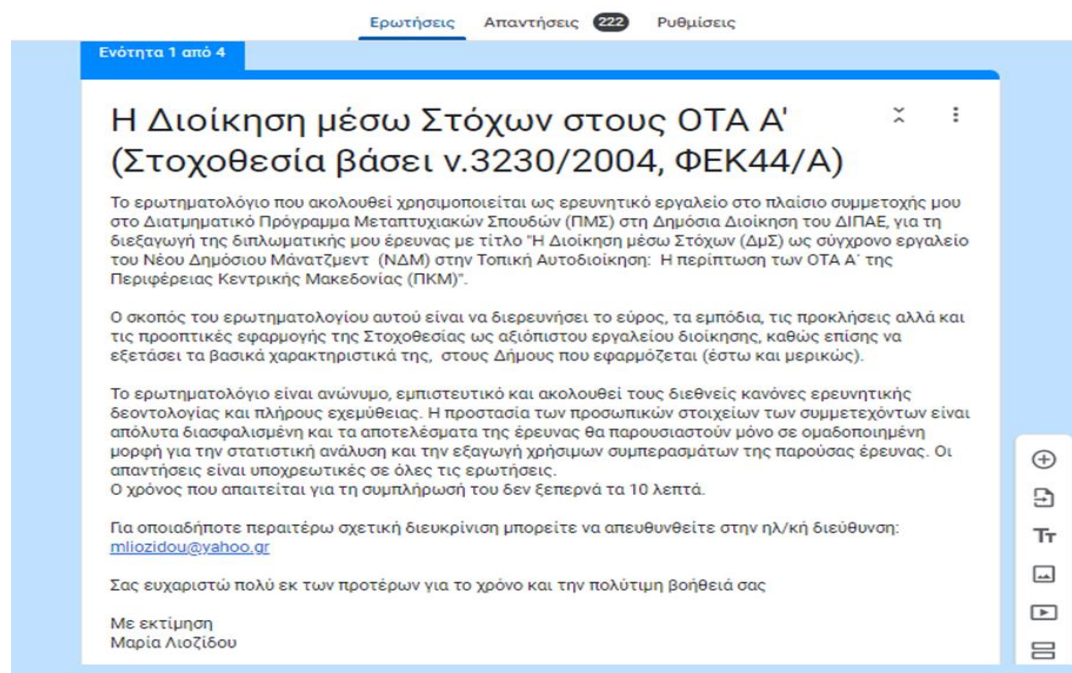 Ερωτήσεις Απαντήσεις 222 Ρυθμίσεις
Ενότητα 1 από 4
Η Διοίκηση μέσω Στόχων στους ΟΤΑ Α'
(Στοχοθεσία βάσει ν.3230/2004, ΦΕΚ44/Α)
Το ερωτηματολόγιο που ακολουθεί χρησιμοποιείται ως ερευνητικό εργαλείο στο πλαίσιο συμμετοχής μου
στο Διατμηματικό Πρόγραμμα Μεταπτυχιακών Σπουδών (ΠΜΣ) στη Δημόσια Διοίκηση του ΔΙΠΑΕ, για τη
διεξαγωγή της διπλωματικής μου έρευνας με τίτλο "Η Διοίκηση μέσω Στόχων (ΔμΣ) ως σύγχρονο εργαλείο
του Νέου Δημόσιου Μάνατζμεντ (ΝΔΜ) στην Τοπική Αυτοδιοίκηση: Η περίπτωση των ΟΤΑ Α΄ της
Περιφέρειας Κεντρικής Μακεδονίας (ΠΚΜ)".
Ο σκοπός του ερωτηματολογίου αυτού είναι να διερευνήσει το εύρος, τα εμπόδια, τις προκλήσεις αλλά και
τις προοπτικές εφαρμογής της Στοχοθεσίας ως αξιόπιστου εργαλείου διοίκησης, καθώς επίσης να
εξετάσει τα βασικά χαρακτηριστικά της, στους Δήμους που εφαρμόζεται (έστω και μερικώς).
Το ερωτηματολόγιο είναι ανώνυμο, εμπιστευτικό και ακολουθεί τους διεθνείς κανόνες ερευνητικής
δεοντολογίας και πλήρους εχεμύθειας. Η προστασία των προσωπικών στοιχείων των συμμετεχόντων είναι
απόλυτα διασφαλισμένη και τα αποτελέσματα της έρευνας θα παρουσιαστούν μόνο σε ομαδοποιημένη
μορφή για την στατιστική ανάλυση και την εξαγωγή χρήσιμων συμπερασμάτων της παρούσας έρευνας. Οι
απαντήσεις είναι υποχρεωτικές σε όλες τις ερωτήσεις.
Ο χρόνος που απαιτείται για τη συμπλήρωσή του δεν ξεπερνά τα 10 λεπτά.
Για οποιαδήποτε περαιτέρω σχετική διευκρίνιση μπορείτε να απευθυνθείτε στην ηλ/κή διεύθυνση:
mliozidou@yahoo.gr
Σας ευχαριστώ πολύ εκ των προτέρων για το χρόνο και την πολύτιμη βοήθειά σας
Με εκτίμηση
Μαρία Λιοζίδου
Tт